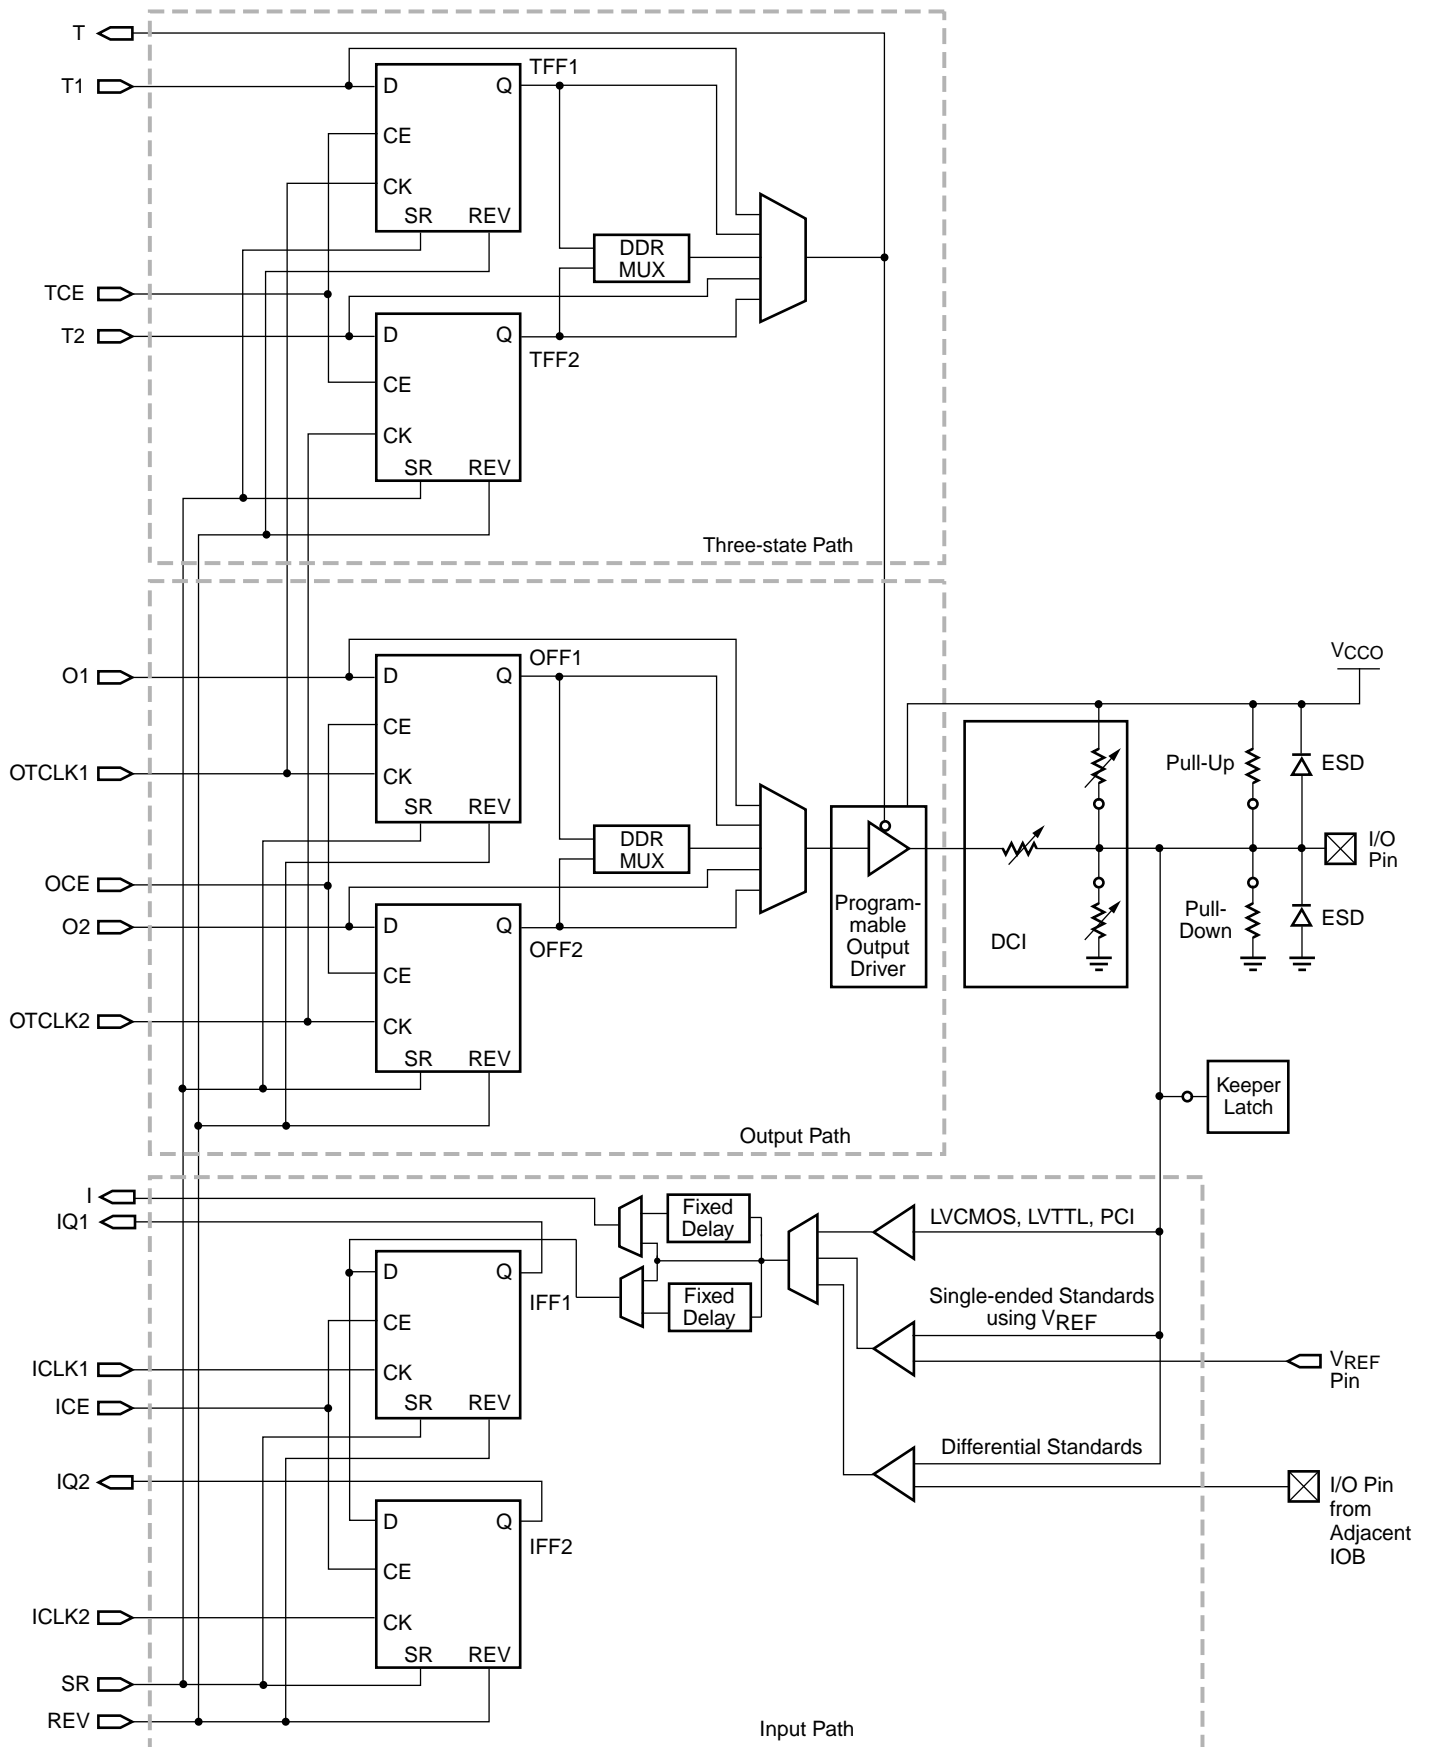 T
TFF1
T1
D
Q
CE
CK
SR
REV
DDR
MUX
TCE
T2
D
Q
TFF2
CE
CK
SR
REV
Three-state Path
VCCO
O1
D
Q
OFF1
CE
OTCLK1
CK
SR
REV
DDR
MUX
Pull-Up
ESD
I/O
Pin
OCE
O2
D
Q
OFF2
CE
Program-
mable
Output
Driver
DCI
Pull-
Down
ESD
OTCLK2
CK
SR
REV
Keeper
Latch
Output Path
I
IQ1
Fixed
Delay
LVCMOS, LVTTL, PCI
D
Q
IFF1
CE
Fixed
Delay
Single-ended Standards
using VREF
ICLK1
CK
VREF
Pin
ICE
SR
REV
Differential Standards
IQ2
D
Q
IFF2
CE
I/O Pin
from
Adjacent
IOB
ICLK2
CK
SR
REV
SR
REV
Input Path